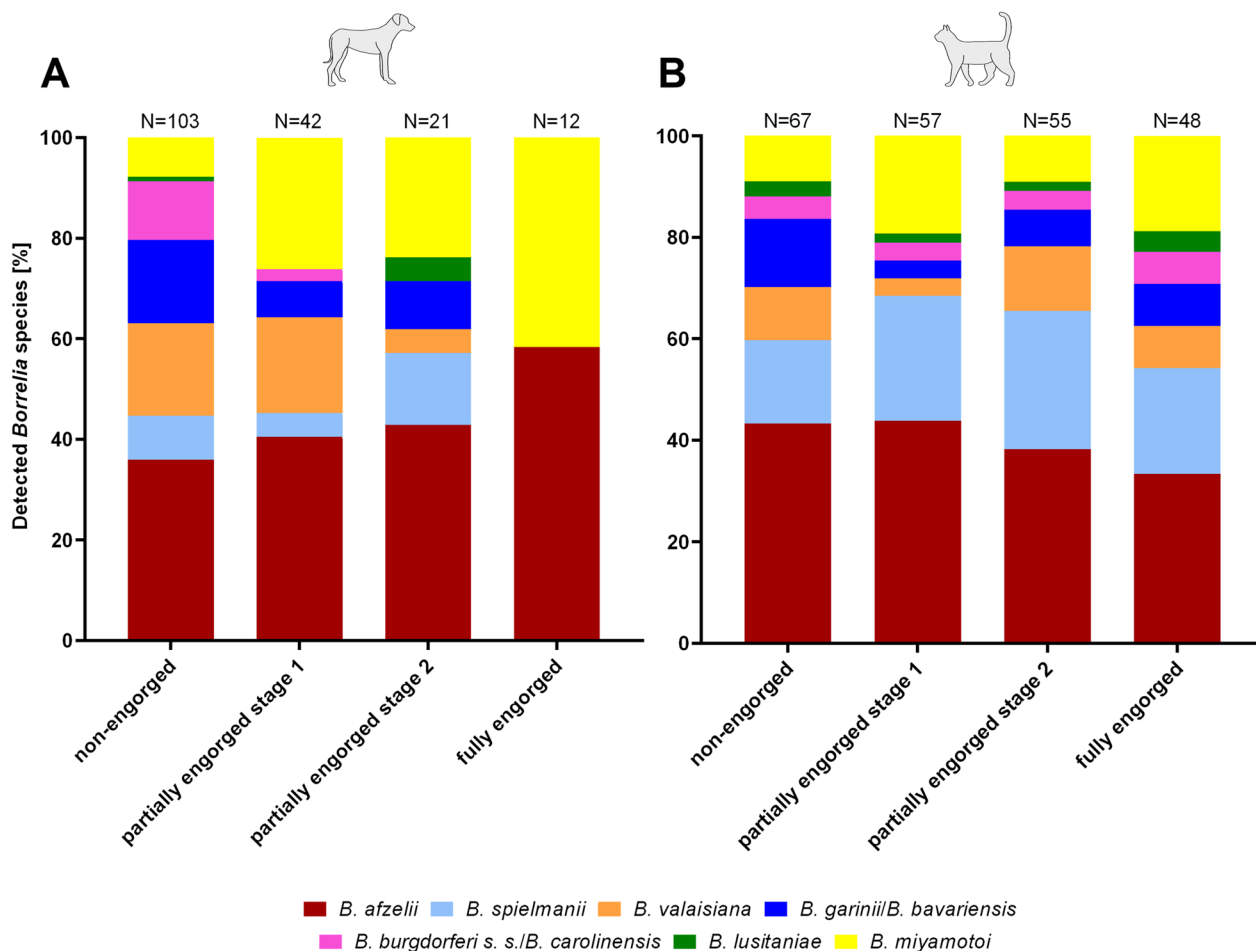 A
B
N=103 N=42 N=21 N=12
N=67 N=57 N=55 N=48
Detected Borrelia species [%]
100
80
60
40
20
0
100
80
60
40
20
0
non-engorged
partially engorged stage 1
partially engorged stage 2
fully engorged
non-engorged
partially engorged stage 1
partially engorged stage 2
fully engorged
B. afzelii B. spielmanii B. valaisiana B. garinii/B. bavariensis
B. burgdorferi s. s./B. carolinensis B. lusitaniae B. miyamotoi